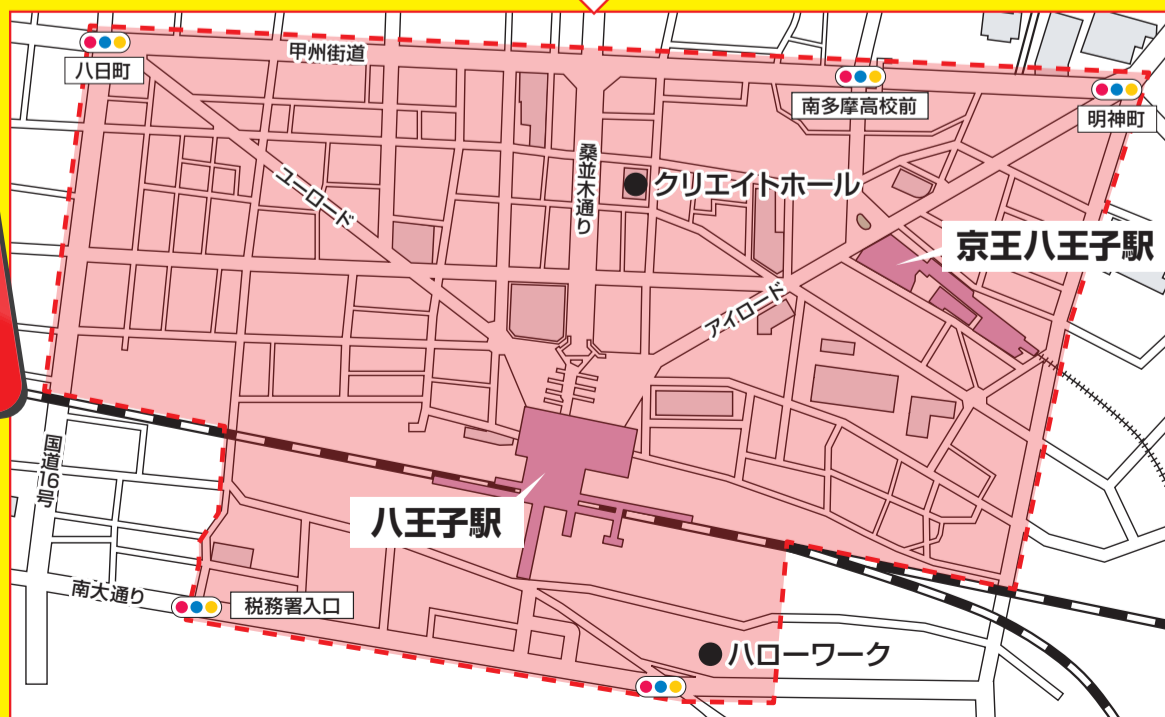 八日町
甲州街道
南多摩高校前
明神町
桑並木通り
ユーロード
クリエイトホール
京王八王子駅
アイロード
国道16号
八王子駅
南大通り
税務署入口
ハローワーク